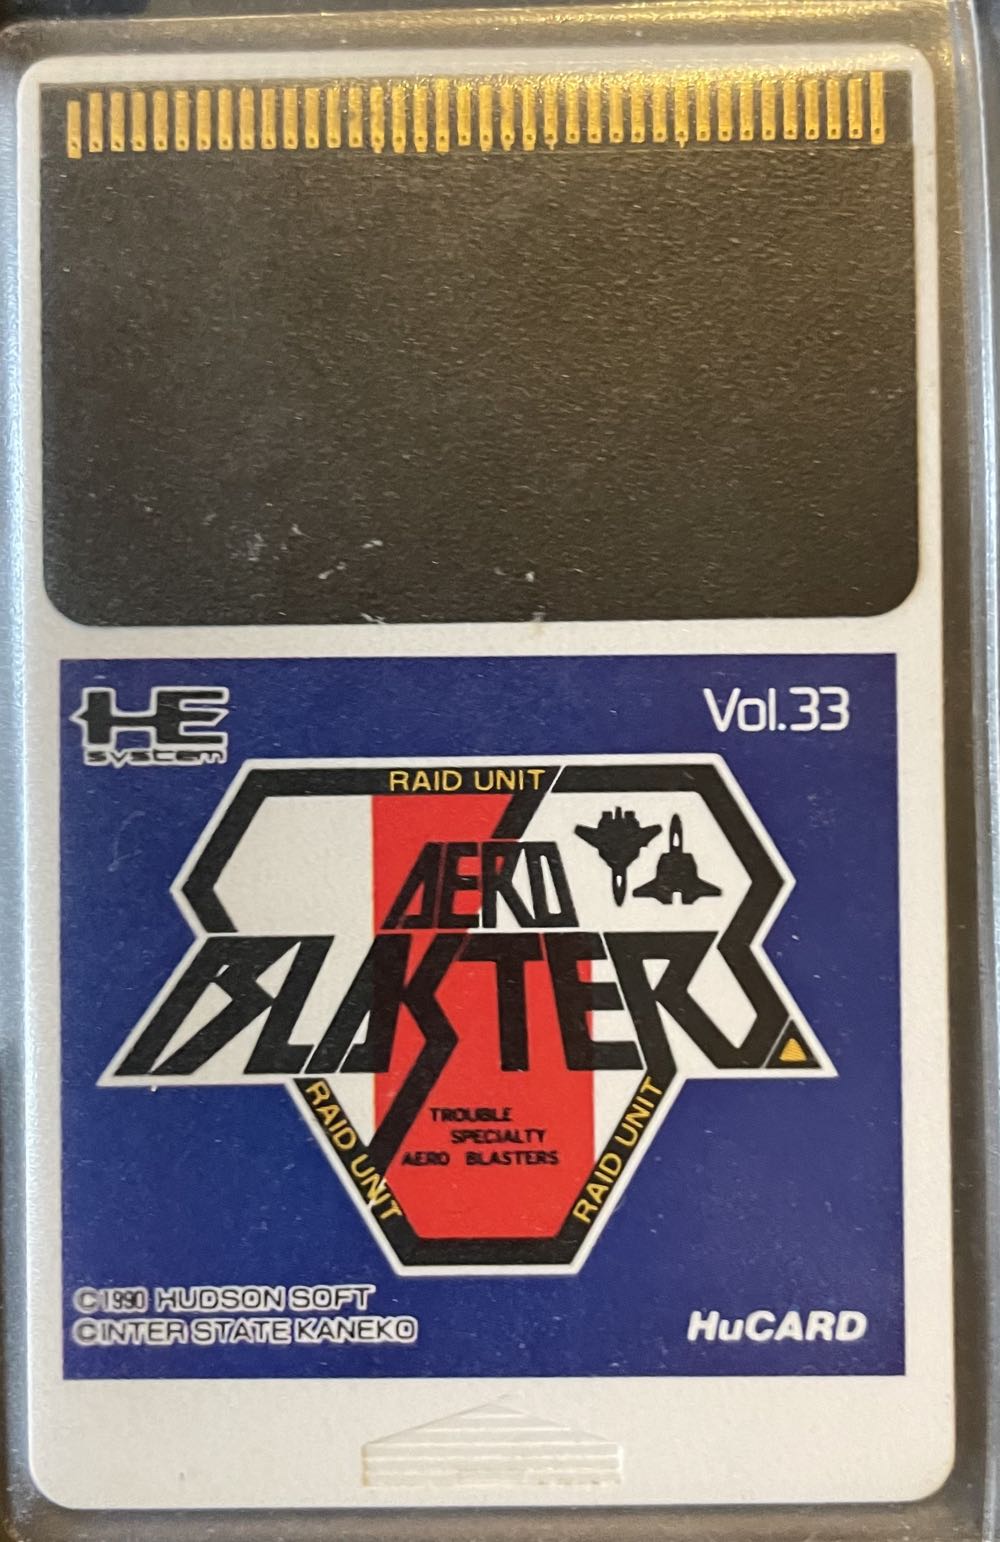 HE
system
Vol.33
RAID UNIT
AERO
BLASTERS
TROUBLE
SPECIALTY
AERO BLASTERS
RAID UNIT
RAID UNIT
©1990 HUDSON SOFT
©INTER STATE KANEKO
HuCARD